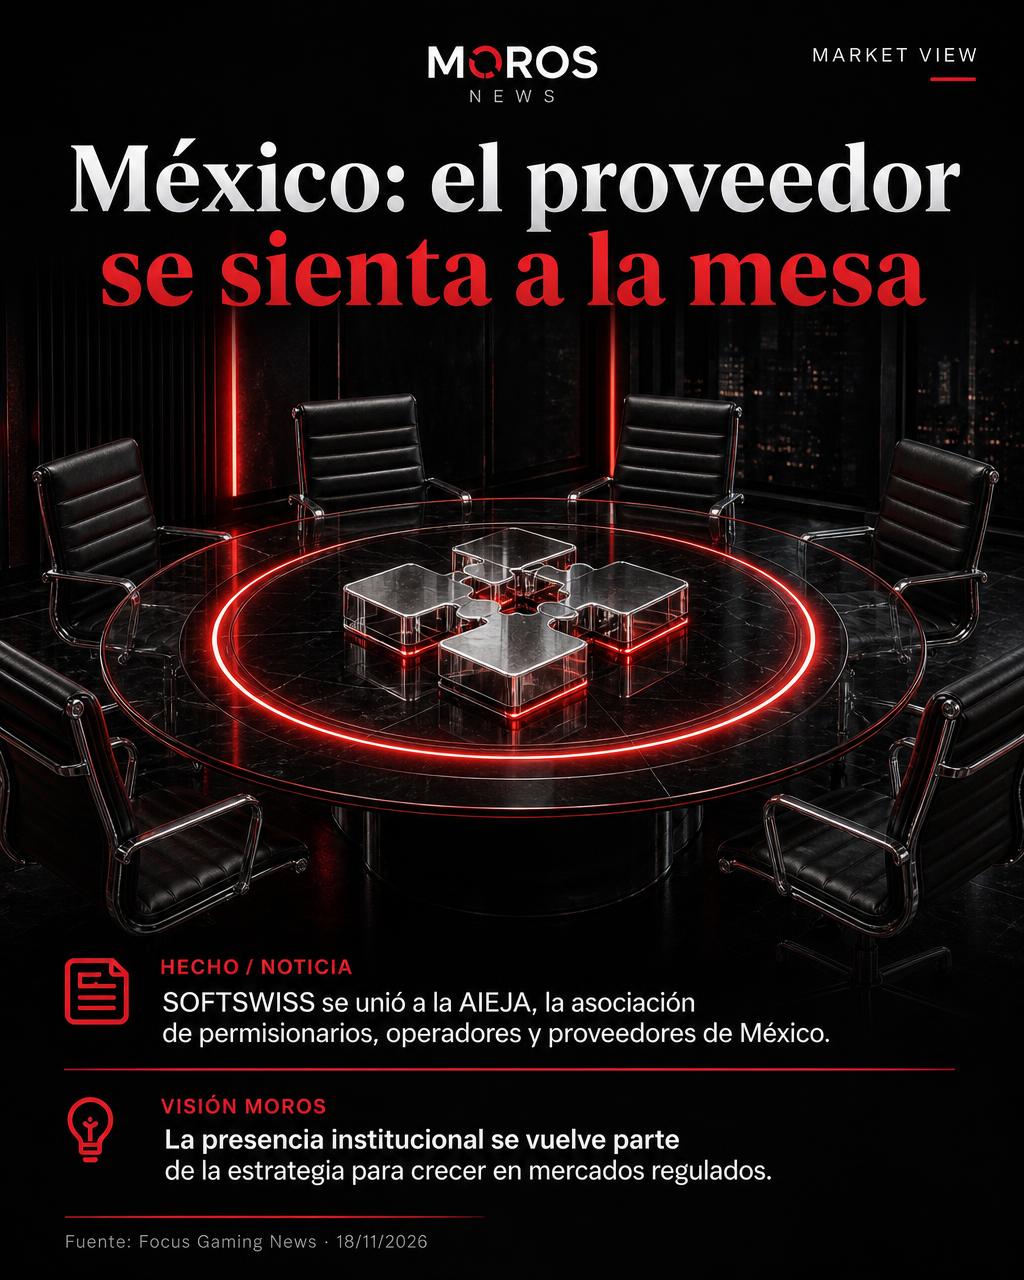 MOROS
NEWS
MARKET VIEW
México: el proveedor
se sienta a la mesa
HECHO / NOTICIA
SOFTSWISS se unió a la AIEJA, la asociación
de permisionarios, operadores y proveedores de México.
VISIÓN MOROS
La presencia institucional se vuelve parte
de la estrategia para crecer en mercados regulados.
Fuente: Focus Gaming News · 18/11/2026